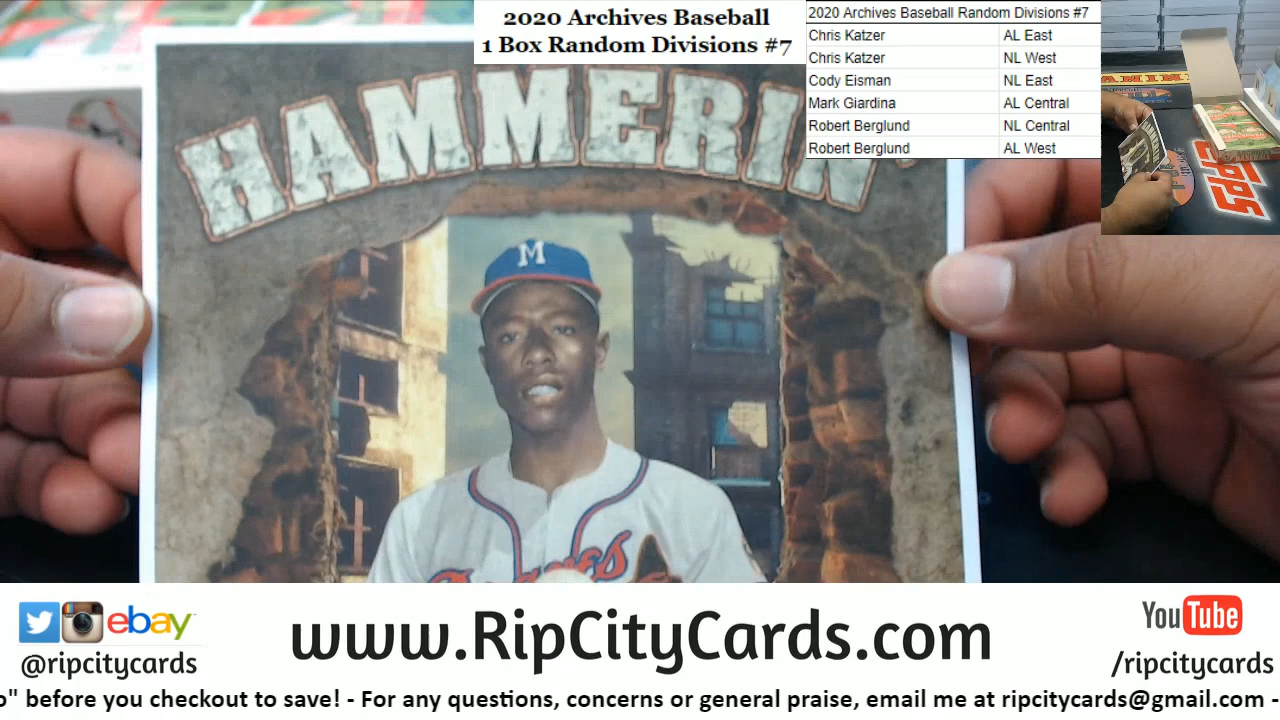 2020 Archives Baseball
1 Box Random Divisions #7
2020 Archives Baseball Random Divisions #7
Chris Katzer AL East
Chris Katzer NL West
Cody Eisman NL East
Mark Giardina AL Central
Robert Berglund NL Central
Robert Berglund AL West
HAMMERIN'
M
Braves
topps
ebay
@ripcitycards
www.RipCityCards.com
YouTube
/ripcitycards
o" before you checkout to save! - For any questions, concerns or general praise, email me at ripcitycards@gmail.com -